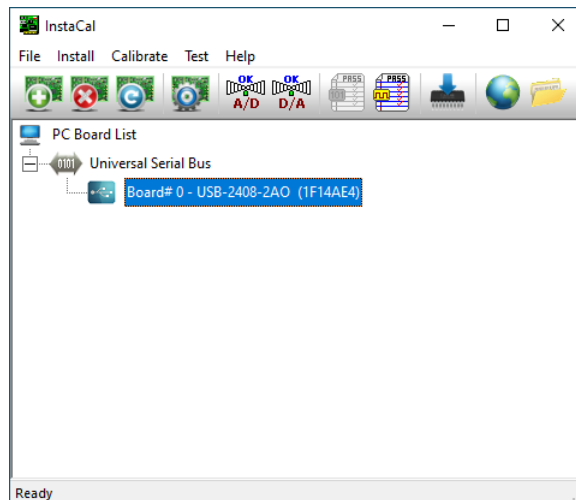 InstaCal
File Install Calibrate Test Help
OK A/D OK D/A PASS PASS
PC Board List
0101 Universal Serial Bus
Board# 0 - USB-2408-2AO (1F14AE4)
Ready